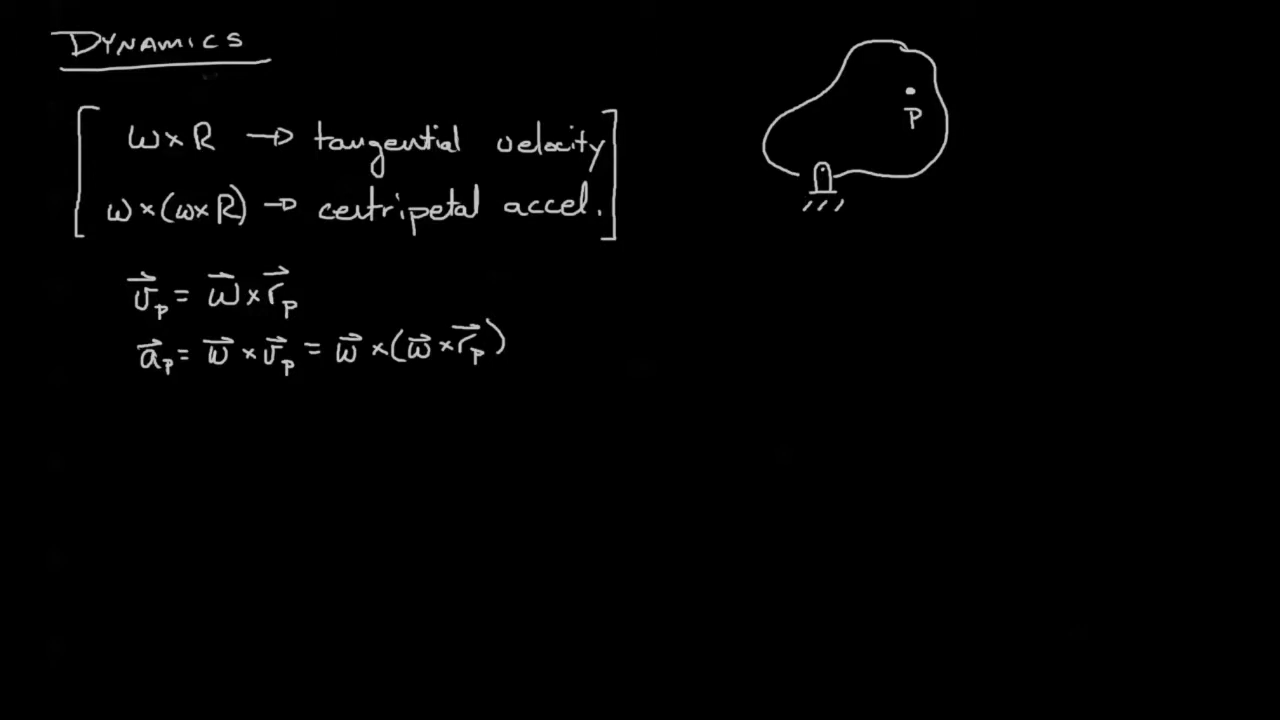 DYNAMICS
ω×R → tangential velocity
ω×(ω×R) → centripetal accel.
P
v⃗ₚ = ω⃗ × r⃗ₚ
a⃗ₚ = ω⃗ × v⃗ₚ = ω⃗ × (ω⃗ × r⃗ₚ)